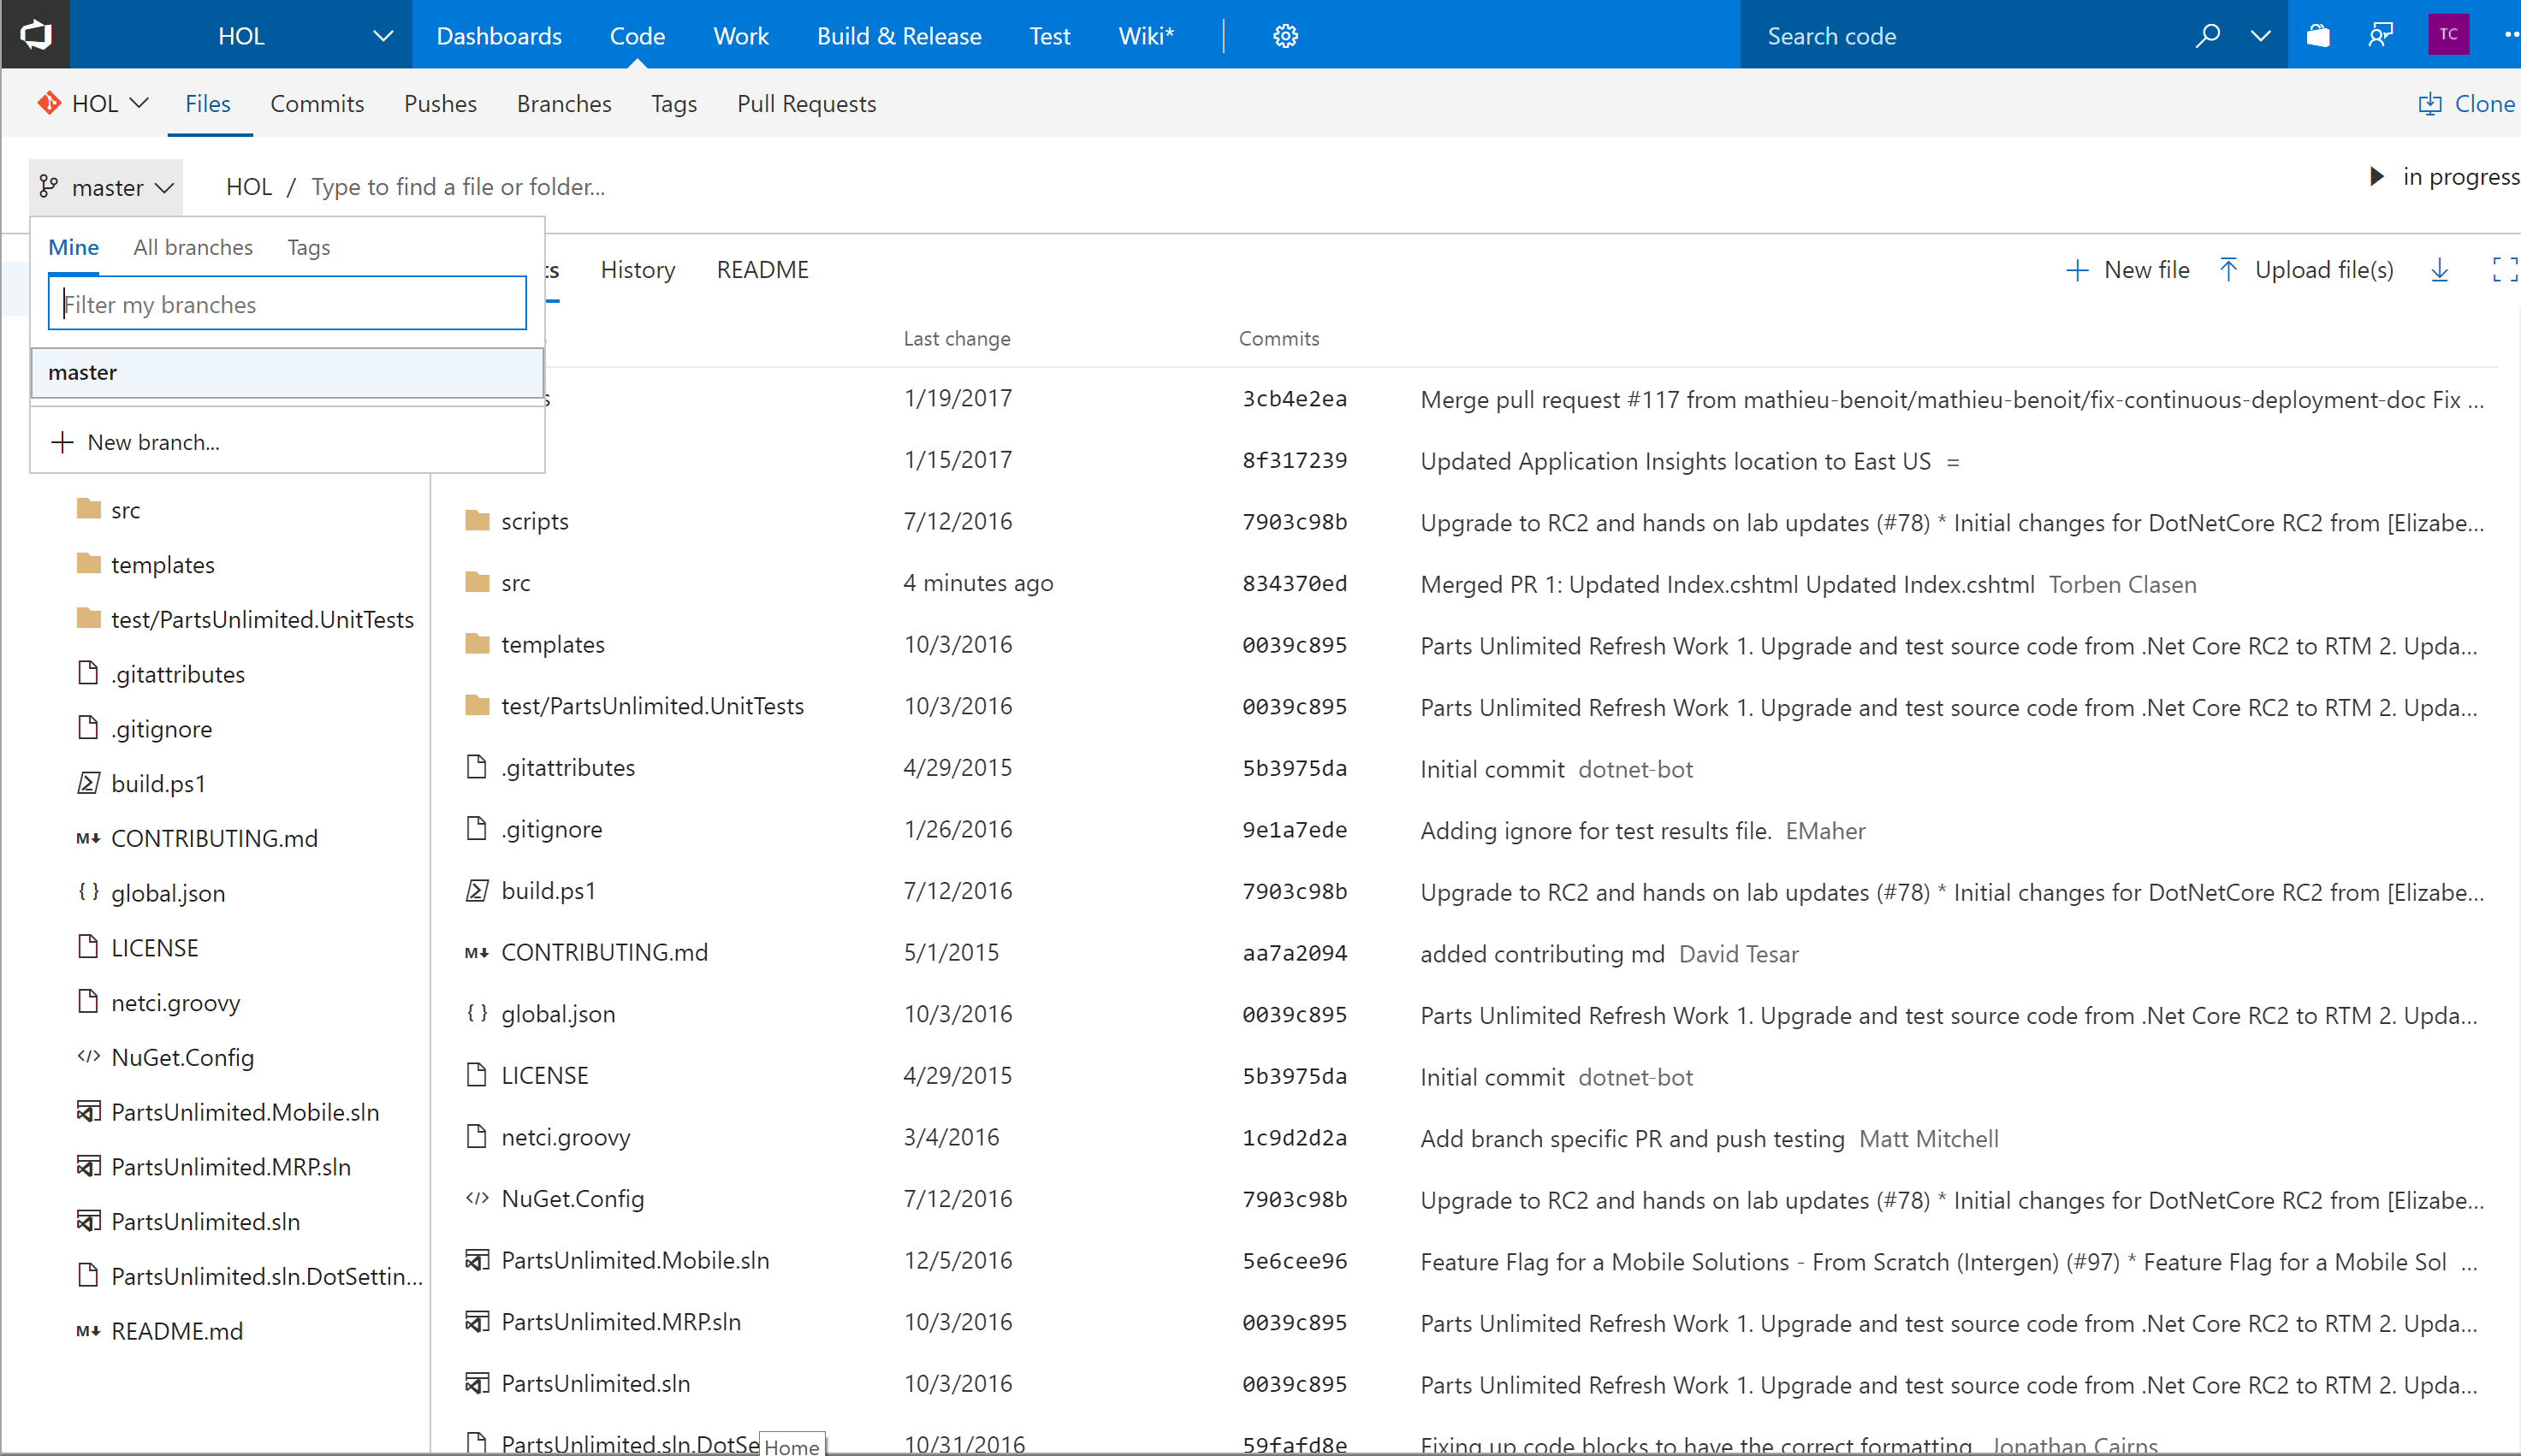 HOL Dashboards Code Work Build & Release Test Wiki* Search code TC
HOL Files Commits Pushes Branches Tags Pull Requests Clone
master HOL / Type to find a file or folder... in progress
Mine All branches Tags
Filter my branches
master
New branch...
History README New file Upload file(s)
Last change Commits
1/19/2017 3cb4e2ea Merge pull request #117 from mathieu-benoit/mathieu-benoit/fix-continuous-deployment-doc Fix ...
1/15/2017 8f317239 Updated Application Insights location to East US =
src
templates
test/PartsUnlimited.UnitTests
.gitattributes
.gitignore
build.ps1
CONTRIBUTING.md
global.json
LICENSE
netci.groovy
NuGet.Config
PartsUnlimited.Mobile.sln
PartsUnlimited.MRP.sln
PartsUnlimited.sln
PartsUnlimited.sln.DotSettin...
README.md
scripts 7/12/2016 7903c98b Upgrade to RC2 and hands on lab updates (#78) * Initial changes for DotNetCore RC2 from [Elizabe...
src 4 minutes ago 834370ed Merged PR 1: Updated Index.cshtml Updated Index.cshtml Torben Clasen
templates 10/3/2016 0039c895 Parts Unlimited Refresh Work 1. Upgrade and test source code from .Net Core RC2 to RTM 2. Upda...
test/PartsUnlimited.UnitTests 10/3/2016 0039c895 Parts Unlimited Refresh Work 1. Upgrade and test source code from .Net Core RC2 to RTM 2. Upda...
.gitattributes 4/29/2015 5b3975da Initial commit dotnet-bot
.gitignore 1/26/2016 9e1a7ede Adding ignore for test results file. EMaher
build.ps1 7/12/2016 7903c98b Upgrade to RC2 and hands on lab updates (#78) * Initial changes for DotNetCore RC2 from [Elizabe...
CONTRIBUTING.md 5/1/2015 aa7a2094 added contributing md David Tesar
global.json 10/3/2016 0039c895 Parts Unlimited Refresh Work 1. Upgrade and test source code from .Net Core RC2 to RTM 2. Upda...
LICENSE 4/29/2015 5b3975da Initial commit dotnet-bot
netci.groovy 3/4/2016 1c9d2d2a Add branch specific PR and push testing Matt Mitchell
NuGet.Config 7/12/2016 7903c98b Upgrade to RC2 and hands on lab updates (#78) * Initial changes for DotNetCore RC2 from [Elizabe...
PartsUnlimited.Mobile.sln 12/5/2016 5e6cee96 Feature Flag for a Mobile Solutions - From Scratch (Intergen) (#97) * Feature Flag for a Mobile Sol ...
PartsUnlimited.MRP.sln 10/3/2016 0039c895 Parts Unlimited Refresh Work 1. Upgrade and test source code from .Net Core RC2 to RTM 2. Upda...
PartsUnlimited.sln 10/3/2016 0039c895 Parts Unlimited Refresh Work 1. Upgrade and test source code from .Net Core RC2 to RTM 2. Upda...
PartsUnlimited.sln.DotSe Home 10/31/2016 59fafd8e Fixing up code blocks to have the correct formatting Jonathan Cairns